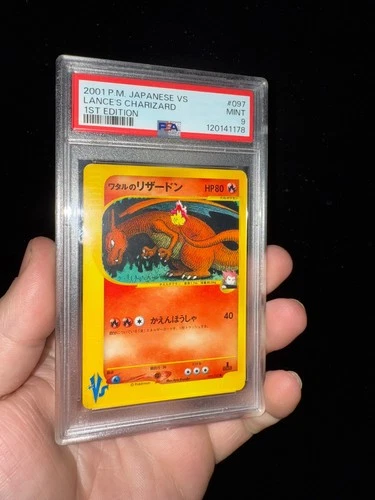 2001 P.M. JAPANESE VS #097
LANCE'S CHARIZARD MINT
1ST EDITION 9
PSA 120141178
ワタルのリザードン HP80
かえんほうしゃ 40
VS